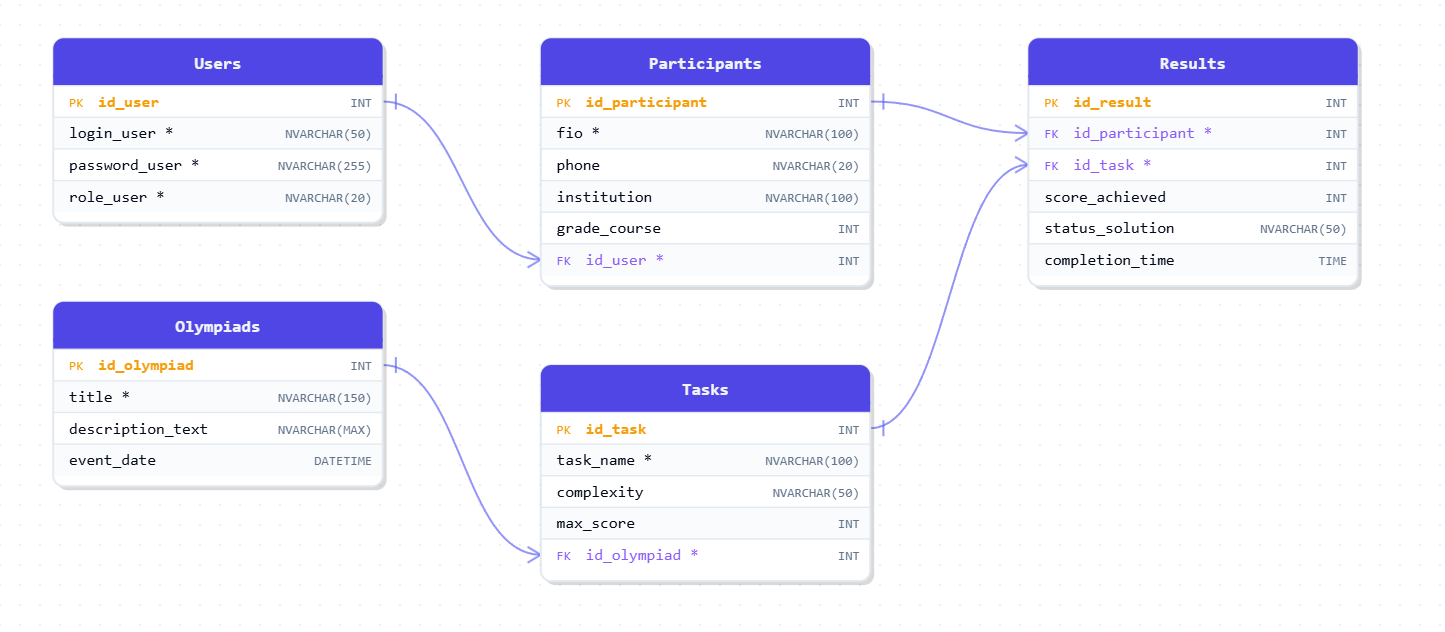 Users
PK id_user INT
login_user * NVARCHAR(50)
password_user * NVARCHAR(255)
role_user * NVARCHAR(20)
Participants
PK id_participant INT
fio * NVARCHAR(100)
phone NVARCHAR(20)
institution NVARCHAR(100)
grade_course INT
FK id_user * INT
Results
PK id_result INT
FK id_participant * INT
FK id_task * INT
score_achieved INT
status_solution NVARCHAR(50)
completion_time TIME
Olympiads
PK id_olympiad INT
title * NVARCHAR(150)
description_text NVARCHAR(MAX)
event_date DATETIME
Tasks
PK id_task INT
task_name * NVARCHAR(100)
complexity NVARCHAR(50)
max_score INT
FK id_olympiad * INT